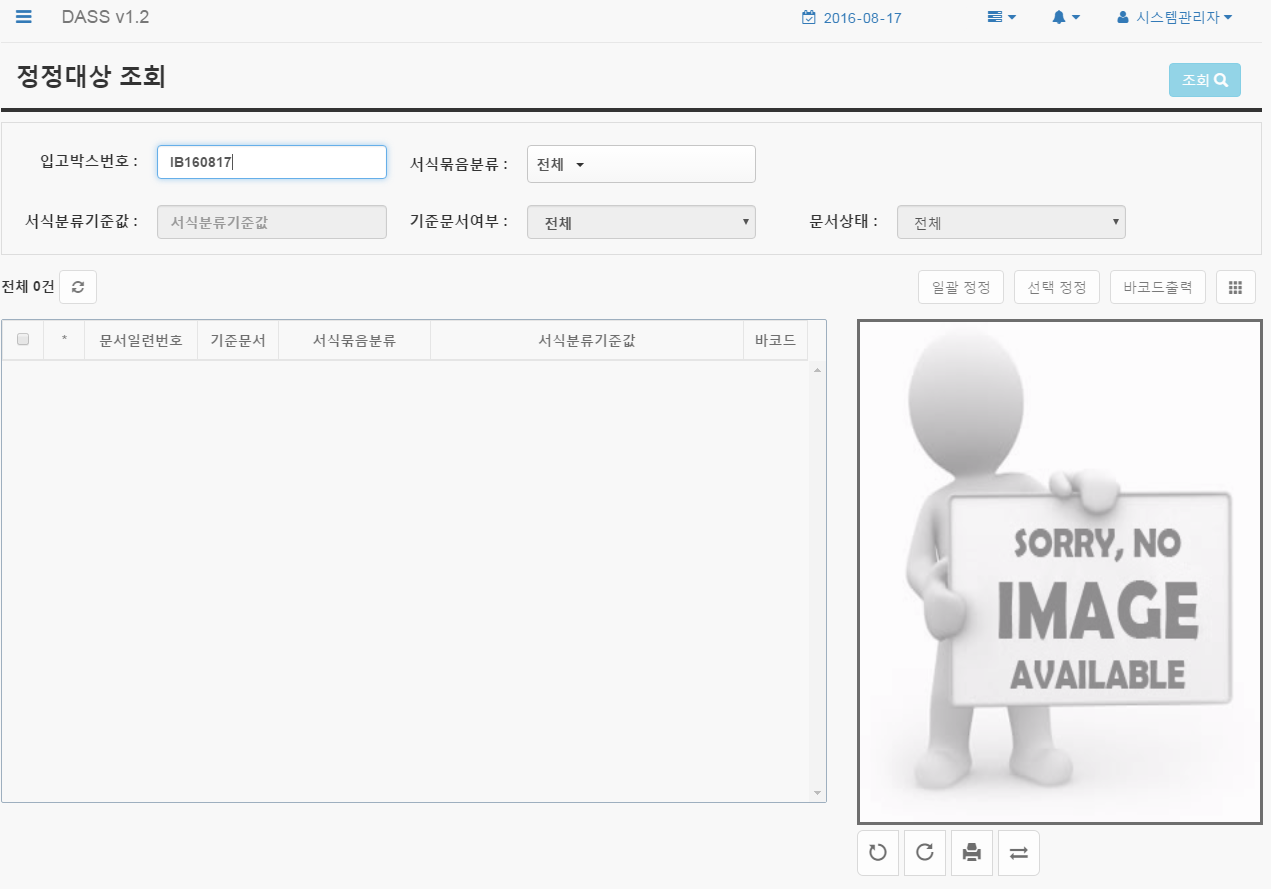 DASS v1.2
2016-08-17
시스템관리자
정정대상 조회
조회
입고박스번호 : IB160817
서식묶음분류 : 전체
서식분류기준값 : 서식분류기준값
기준문서여부 : 전체
문서상태 : 전체
전체 0건
일괄 정정
선택 정정
바코드출력
* 문서일련번호 기준문서 서식묶음분류 서식분류기준값 바코드
SORRY, NO
IMAGE
AVAILABLE